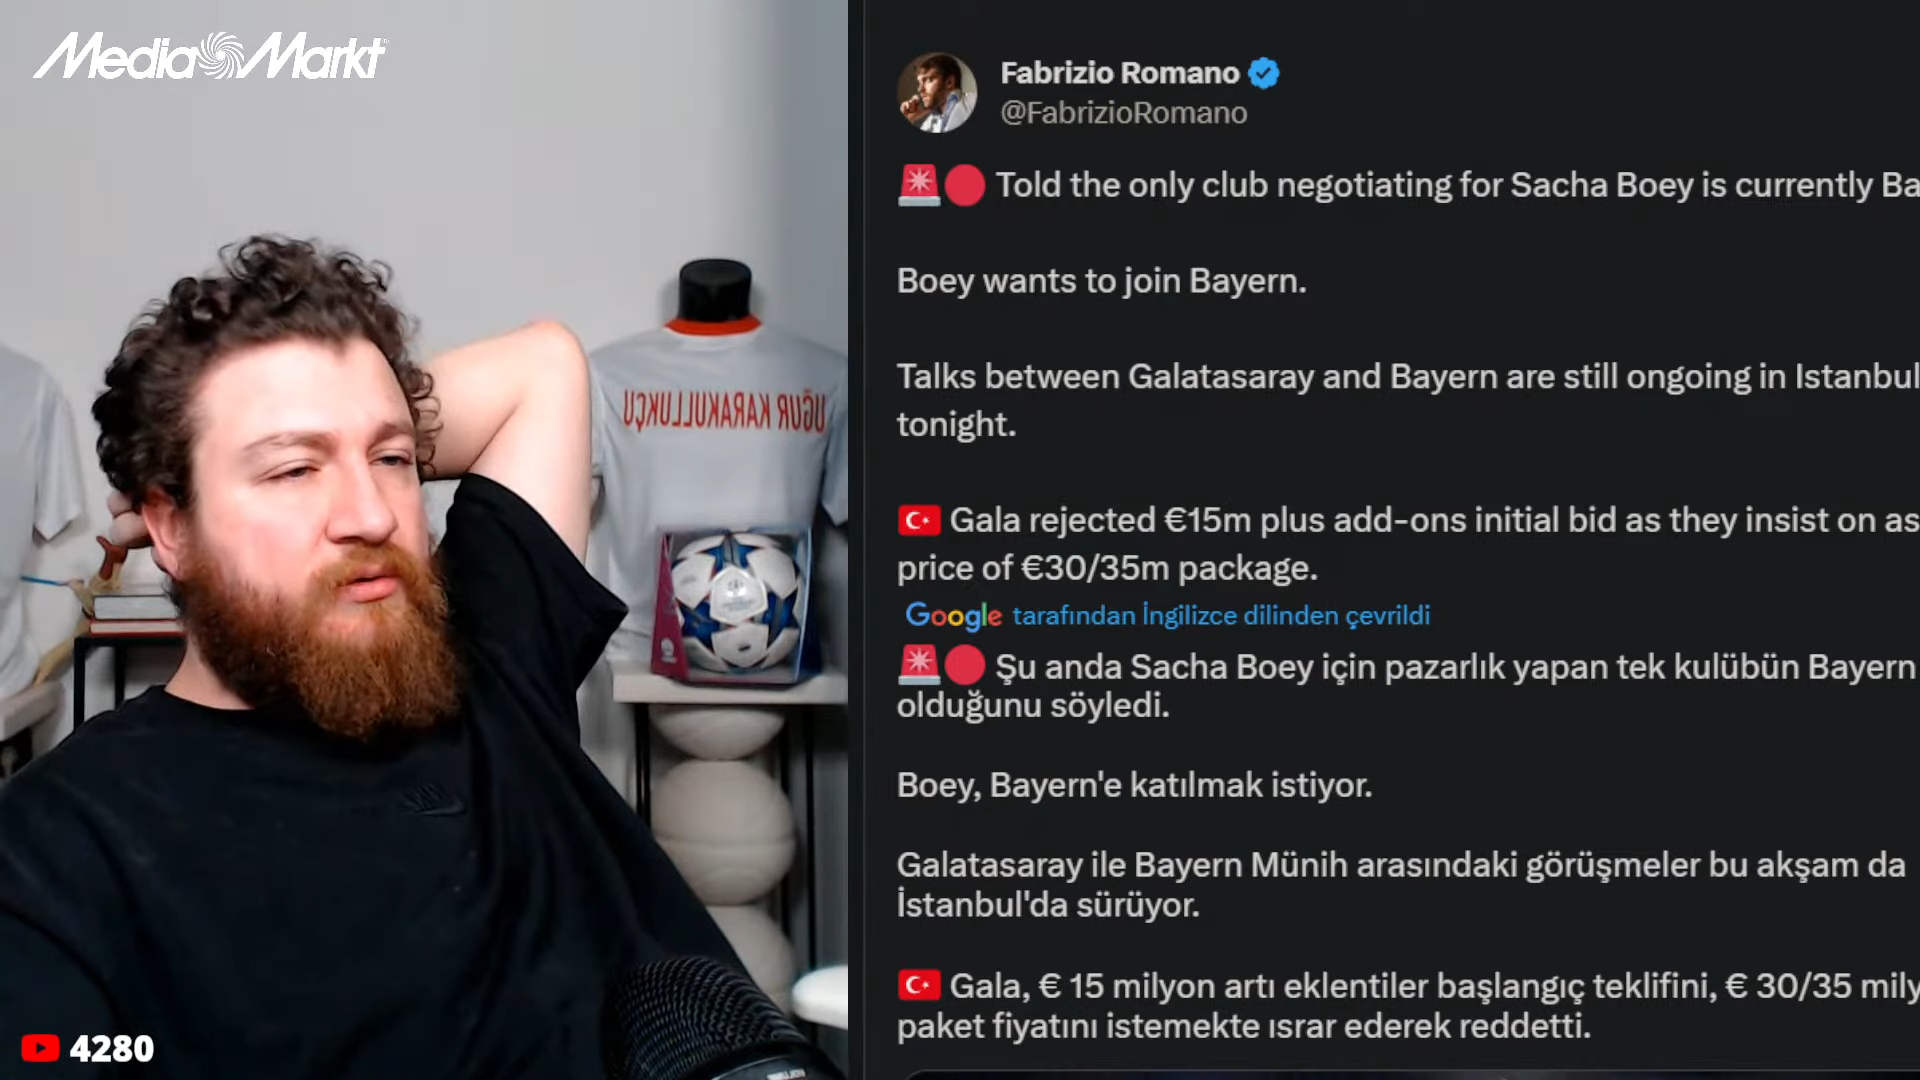 MediaMarkt
UĞUR KARAKULLUKÇU
4280
Fabrizio Romano
@FabrizioRomano
Told the only club negotiating for Sacha Boey is currently Ba
Boey wants to join Bayern.
Talks between Galatasaray and Bayern are still ongoing in Istanbul
tonight.
Gala rejected €15m plus add-ons initial bid as they insist on as
price of €30/35m package.
Google tarafından İngilizce dilinden çevrildi
Şu anda Sacha Boey için pazarlık yapan tek kulübün Bayern
olduğunu söyledi.
Boey, Bayern'e katılmak istiyor.
Galatasaray ile Bayern Münih arasındaki görüşmeler bu akşam da
İstanbul'da sürüyor.
Gala, € 15 milyon artı eklentiler başlangıç teklifini, € 30/35 mily
paket fiyatını istemekte ısrar ederek reddetti.